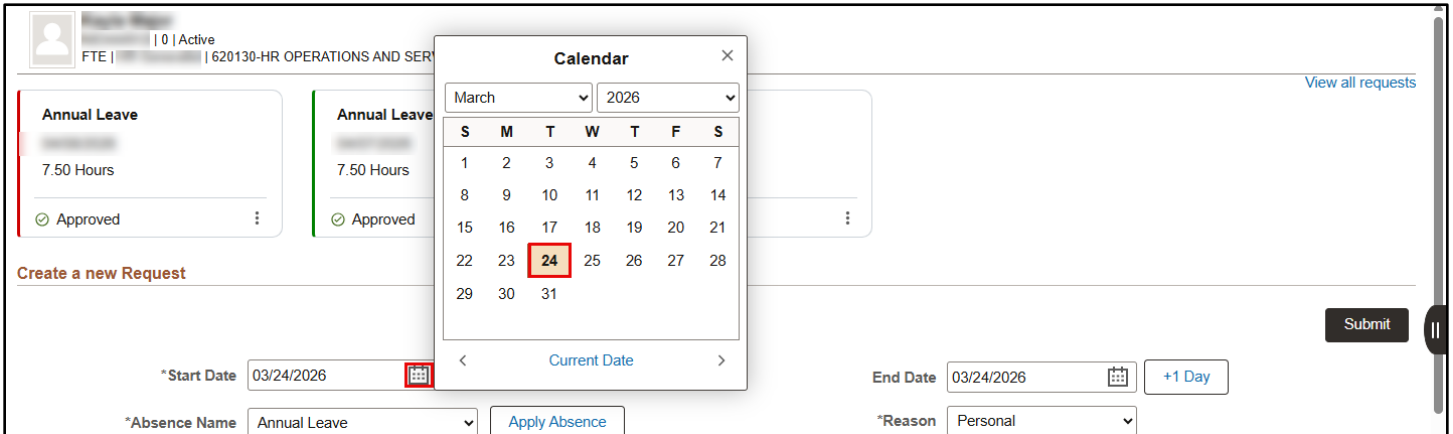 | 0 | Active
FTE | | 620130-HR OPERATIONS AND SER
View all requests
Annual Leave
7.50 Hours
Approved
Annual Leave
7.50 Hours
Approved
Calendar
March 2026
S M T W T F S
1 2 3 4 5 6 7
8 9 10 11 12 13 14
15 16 17 18 19 20 21
22 23 24 25 26 27 28
29 30 31
Current Date
Create a new Request
Submit
*Start Date 03/24/2026
End Date 03/24/2026 +1 Day
*Absence Name Annual Leave Apply Absence
*Reason Personal